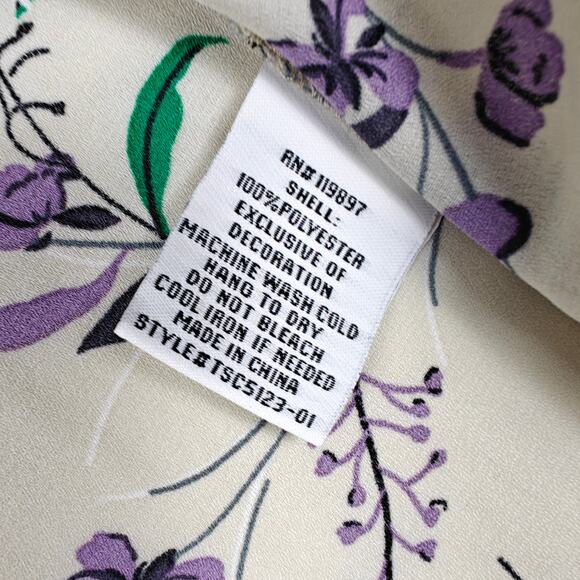 RN# 119897
SHELL:
100%POLYESTER
EXCLUSIVE OF
DECORATION
MACHINE WASH COLD
HANG TO DRY
DO NOT BLEACH
COOL IRON IF NEEDED
MADE IN CHINA
STYLE#TSC5123-01